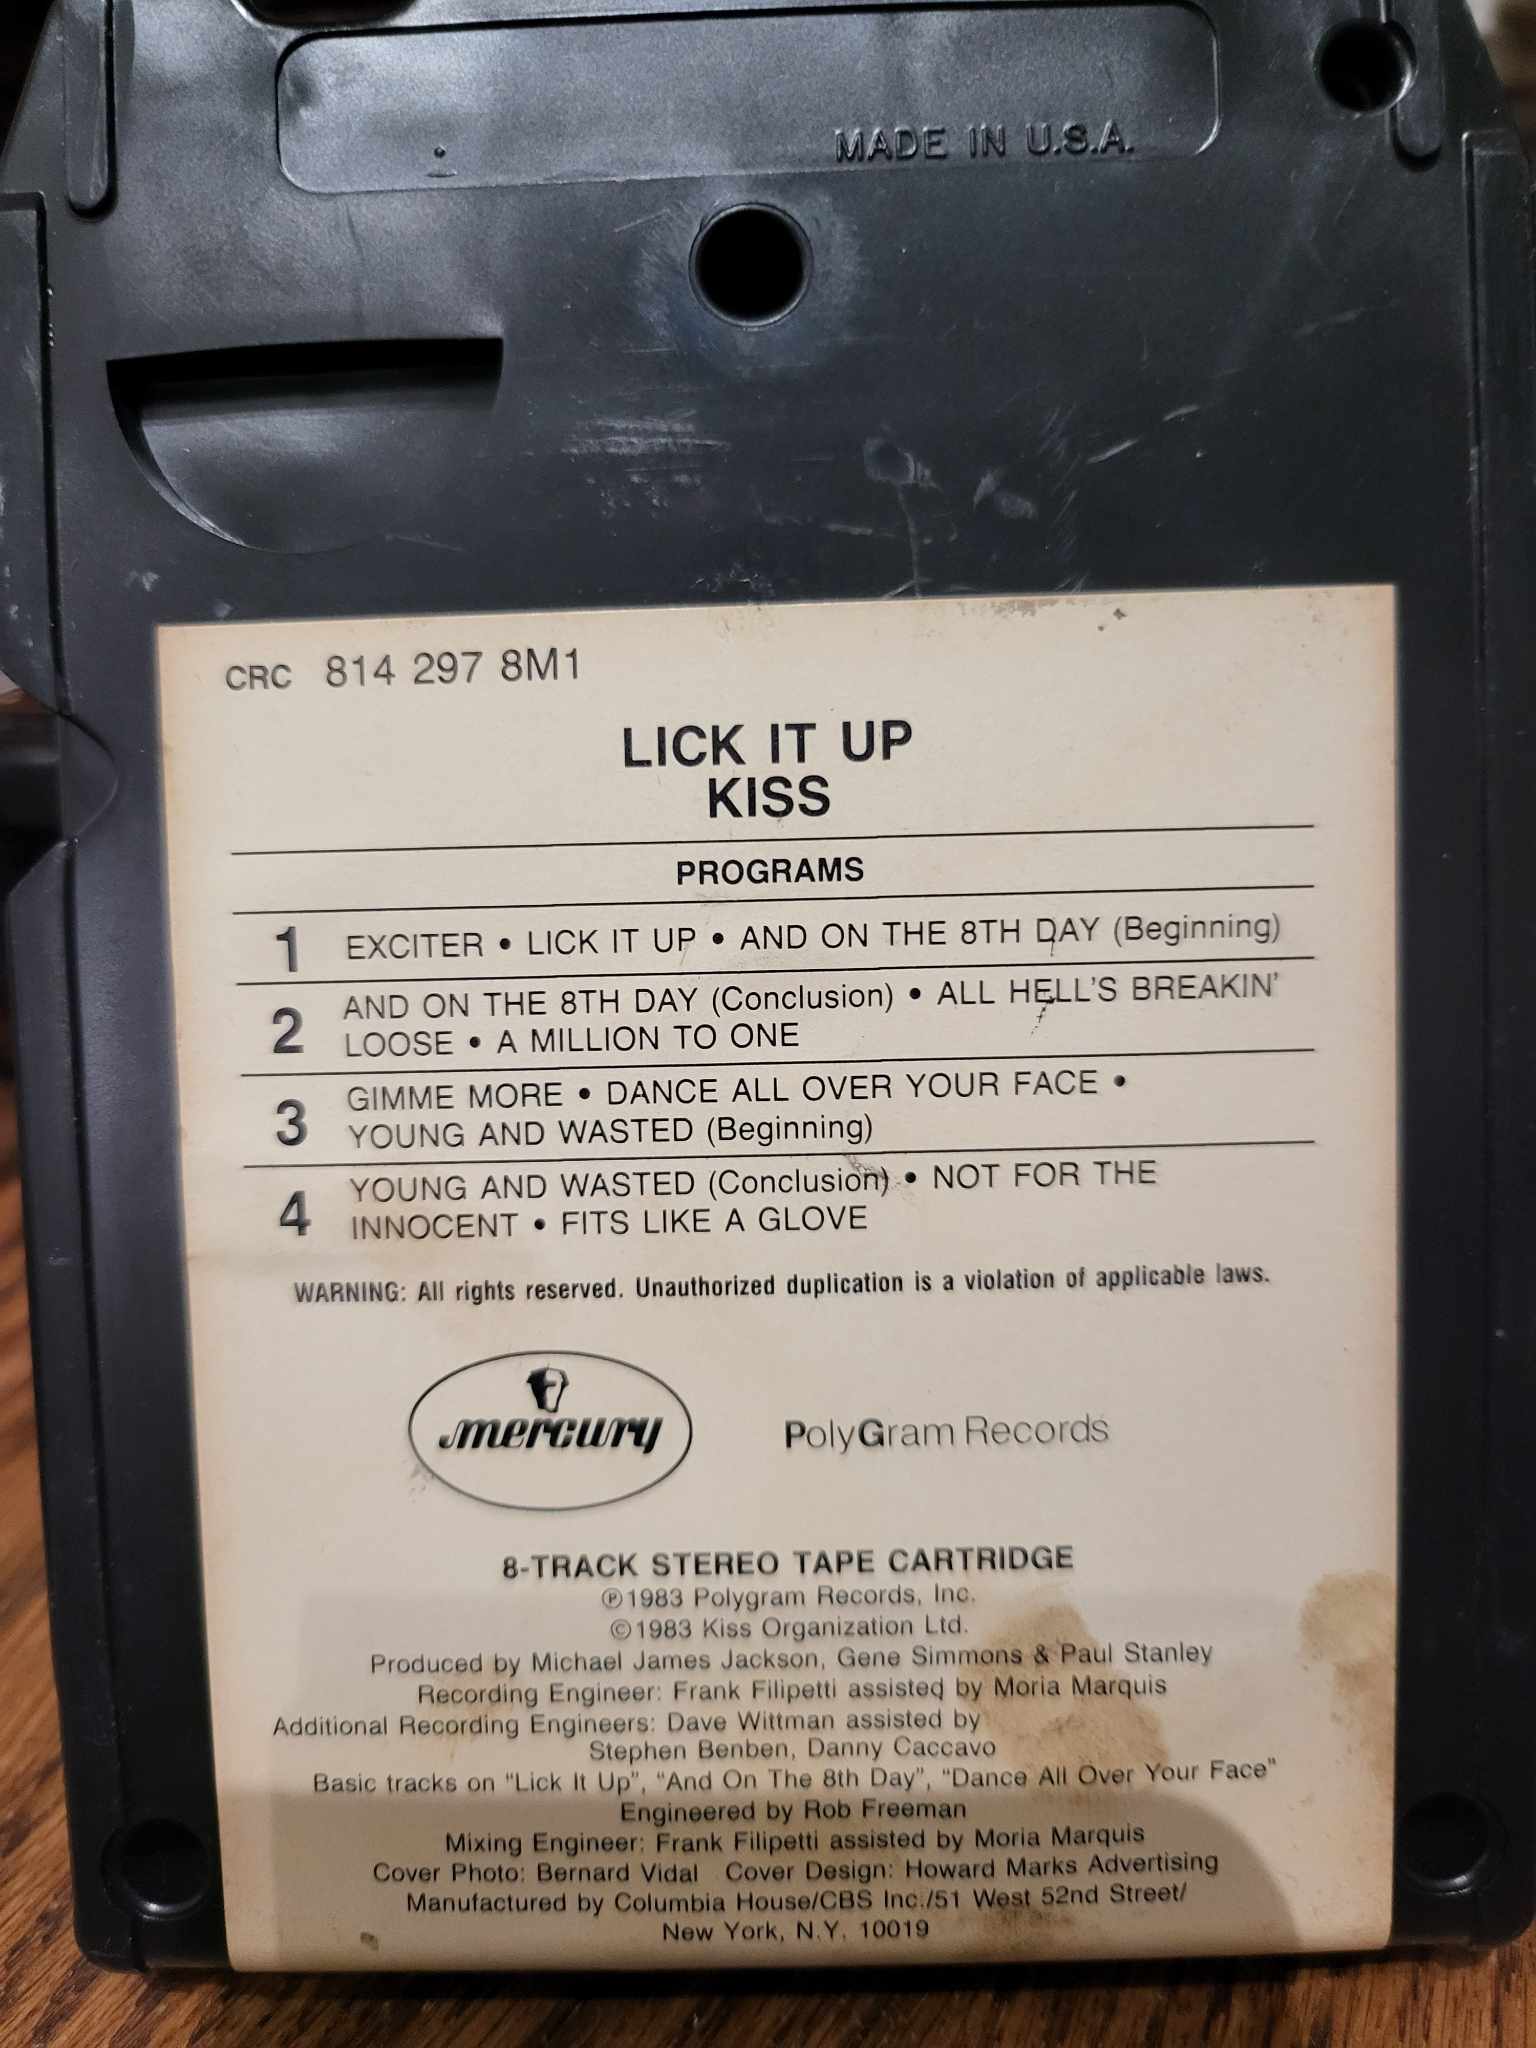 MADE IN U.S.A.
CRC 814 297 8M1
LICK IT UP
KISS
PROGRAMS
1 EXCITER • LICK IT UP • AND ON THE 8TH DAY (Beginning)
2 AND ON THE 8TH DAY (Conclusion) • ALL HELL'S BREAKIN'
LOOSE • A MILLION TO ONE
3 GIMME MORE • DANCE ALL OVER YOUR FACE •
YOUNG AND WASTED (Beginning)
4 YOUNG AND WASTED (Conclusion) • NOT FOR THE
INNOCENT • FITS LIKE A GLOVE
WARNING: All rights reserved. Unauthorized duplication is a violation of applicable laws.
mercury PolyGram Records
8-TRACK STEREO TAPE CARTRIDGE
℗1983 Polygram Records, Inc.
©1983 Kiss Organization Ltd.
Produced by Michael James Jackson, Gene Simmons & Paul Stanley
Recording Engineer: Frank Filipetti assisted by Moria Marquis
Additional Recording Engineers: Dave Wittman assisted by
Stephen Benben, Danny Caccavo
Basic tracks on "Lick It Up", "And On The 8th Day", "Dance All Over Your Face"
Engineered by Rob Freeman
Mixing Engineer: Frank Filipetti assisted by Moria Marquis
Cover Photo: Bernard Vidal Cover Design: Howard Marks Advertising
Manufactured by Columbia House/CBS Inc./51 West 52nd Street/
New York, N.Y. 10019